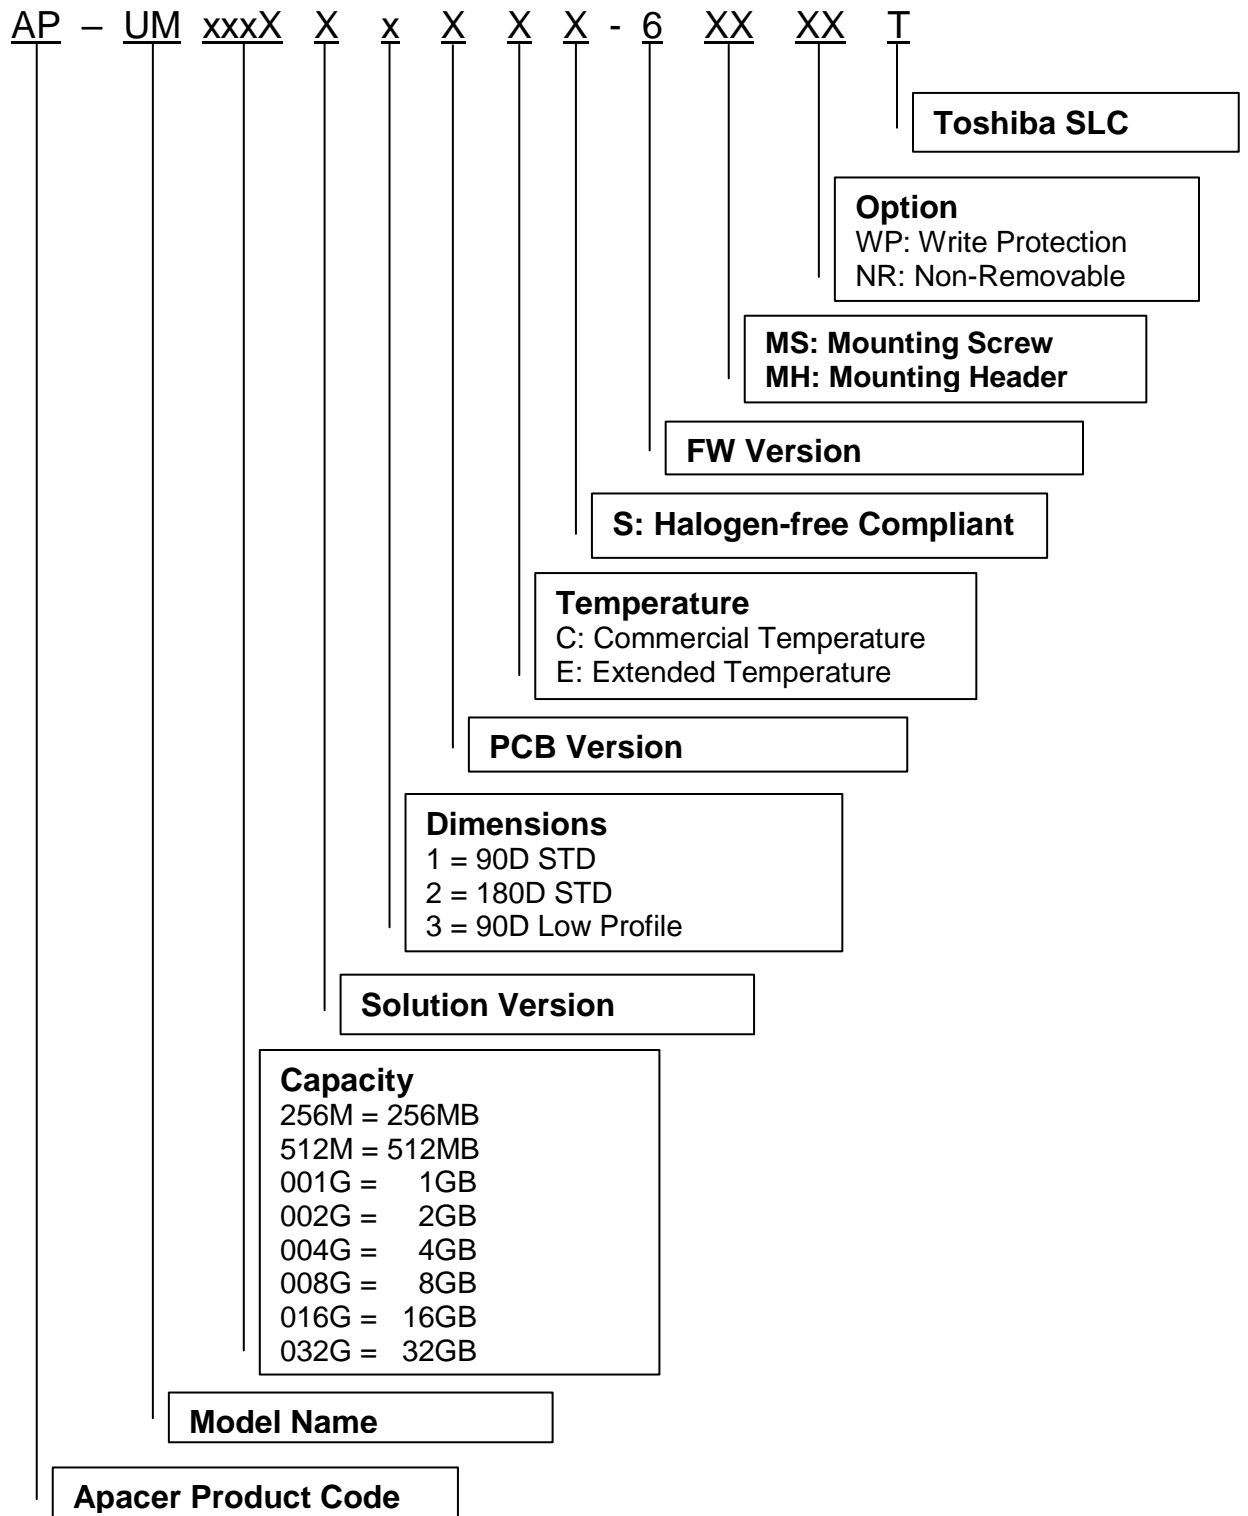 AP – UM xxxX X x X X X - 6 XX XX T
Toshiba SLC
Option
WP: Write Protection
NR: Non-Removable
MS: Mounting Screw
MH: Mounting Header
FW Version
S: Halogen-free Compliant
Temperature
C: Commercial Temperature
E: Extended Temperature
PCB Version
Dimensions
1 = 90D STD
2 = 180D STD
3 = 90D Low Profile
Solution Version
Capacity
256M = 256MB
512M = 512MB
001G = 1GB
002G = 2GB
004G = 4GB
008G = 8GB
016G = 16GB
032G = 32GB
Model Name
Apacer Product Code